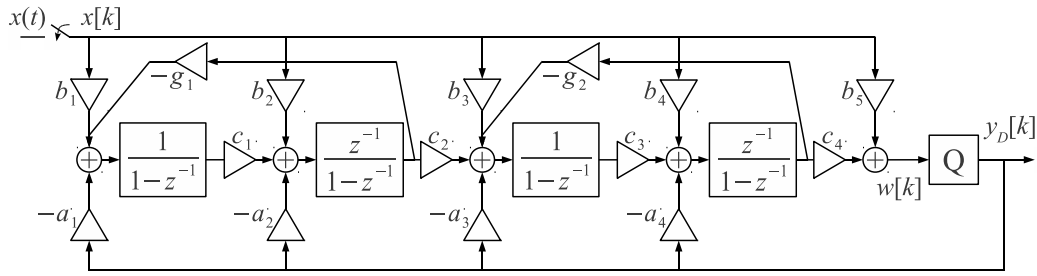 x(t) x[k]
b₁ −g₁ b₂ b₃ −g₂ b₄ b₅
1 / (1−z⁻¹) c₁ z⁻¹ / (1−z⁻¹) c₂ 1 / (1−z⁻¹) c₃ z⁻¹ / (1−z⁻¹) c₄ w[k] Q y_D[k]
−a₁ −a₂ −a₃ −a₄